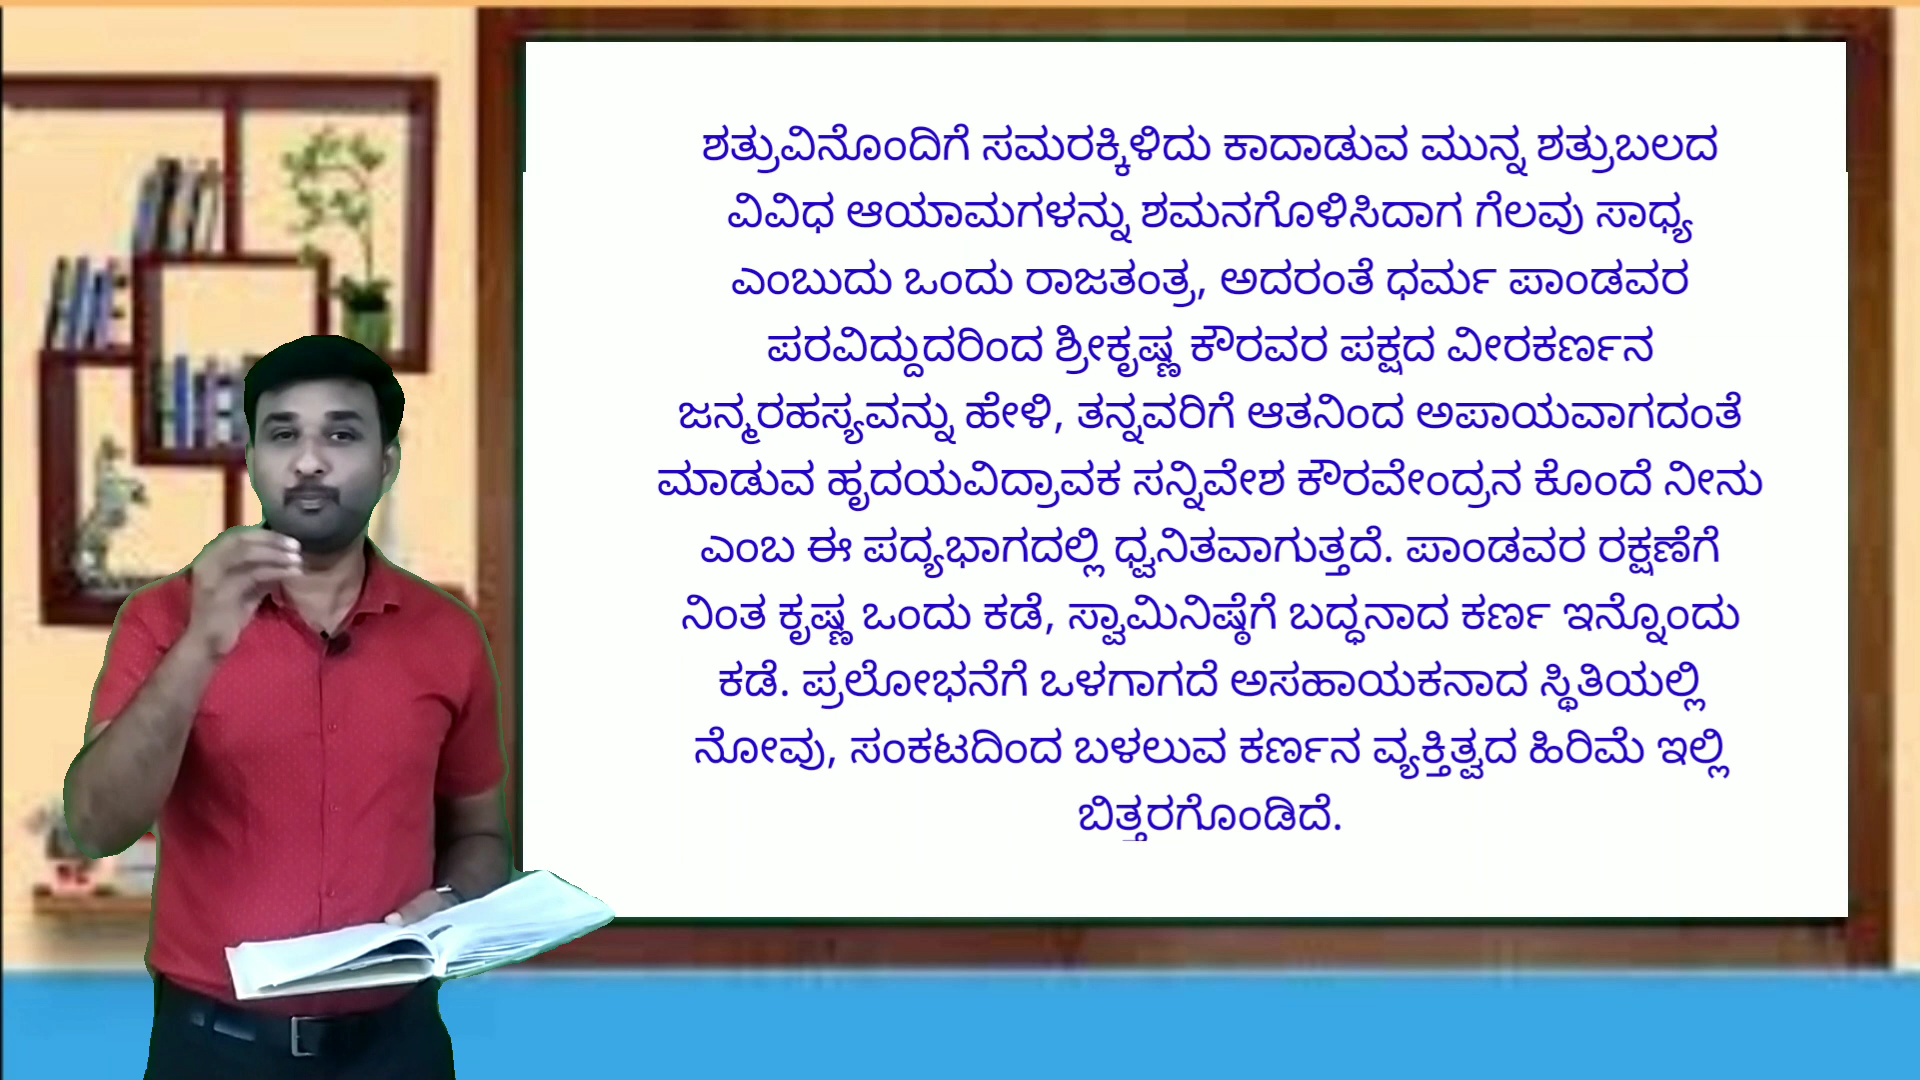 ಶತ್ರುವಿನೊಂದಿಗೆ ಸಮರಕ್ಕಿಳಿದು ಕಾದಾಡುವ ಮುನ್ನ ಶತ್ರುಬಲದ
ವಿವಿಧ ಆಯಾಮಗಳನ್ನು ಶಮನಗೊಳಿಸಿದಾಗ ಗೆಲವು ಸಾಧ್ಯ
ಎಂಬುದು ಒಂದು ರಾಜತಂತ್ರ, ಅದರಂತೆ ಧರ್ಮ ಪಾಂಡವರ
ಪರವಿದ್ದುದರಿಂದ ಶ್ರೀಕೃಷ್ಣ ಕೌರವರ ಪಕ್ಷದ ವೀರಕರ್ಣನ
ಜನ್ಮರಹಸ್ಯವನ್ನು ಹೇಳಿ, ತನ್ನವರಿಗೆ ಆತನಿಂದ ಅಪಾಯವಾಗದಂತೆ
ಮಾಡುವ ಹೃದಯವಿದ್ರಾವಕ ಸನ್ನಿವೇಶ ಕೌರವೇಂದ್ರನ ಕೊಂದೆ ನೀನು
ಎಂಬ ಈ ಪದ್ಯಭಾಗದಲ್ಲಿ ಧ್ವನಿತವಾಗುತ್ತದೆ. ಪಾಂಡವರ ರಕ್ಷಣೆಗೆ
ನಿಂತ ಕೃಷ್ಣ ಒಂದು ಕಡೆ, ಸ್ವಾಮಿನಿಷ್ಠೆಗೆ ಬದ್ಧನಾದ ಕರ್ಣ ಇನ್ನೊಂದು
ಕಡೆ. ಪ್ರಲೋಭನೆಗೆ ಒಳಗಾಗದೆ ಅಸಹಾಯಕನಾದ ಸ್ಥಿತಿಯಲ್ಲಿ
ನೋವು, ಸಂಕಟದಿಂದ ಬಳಲುವ ಕರ್ಣನ ವ್ಯಕ್ತಿತ್ವದ ಹಿರಿಮೆ ಇಲ್ಲಿ
ಬಿತ್ತರಗೊಂಡಿದೆ.